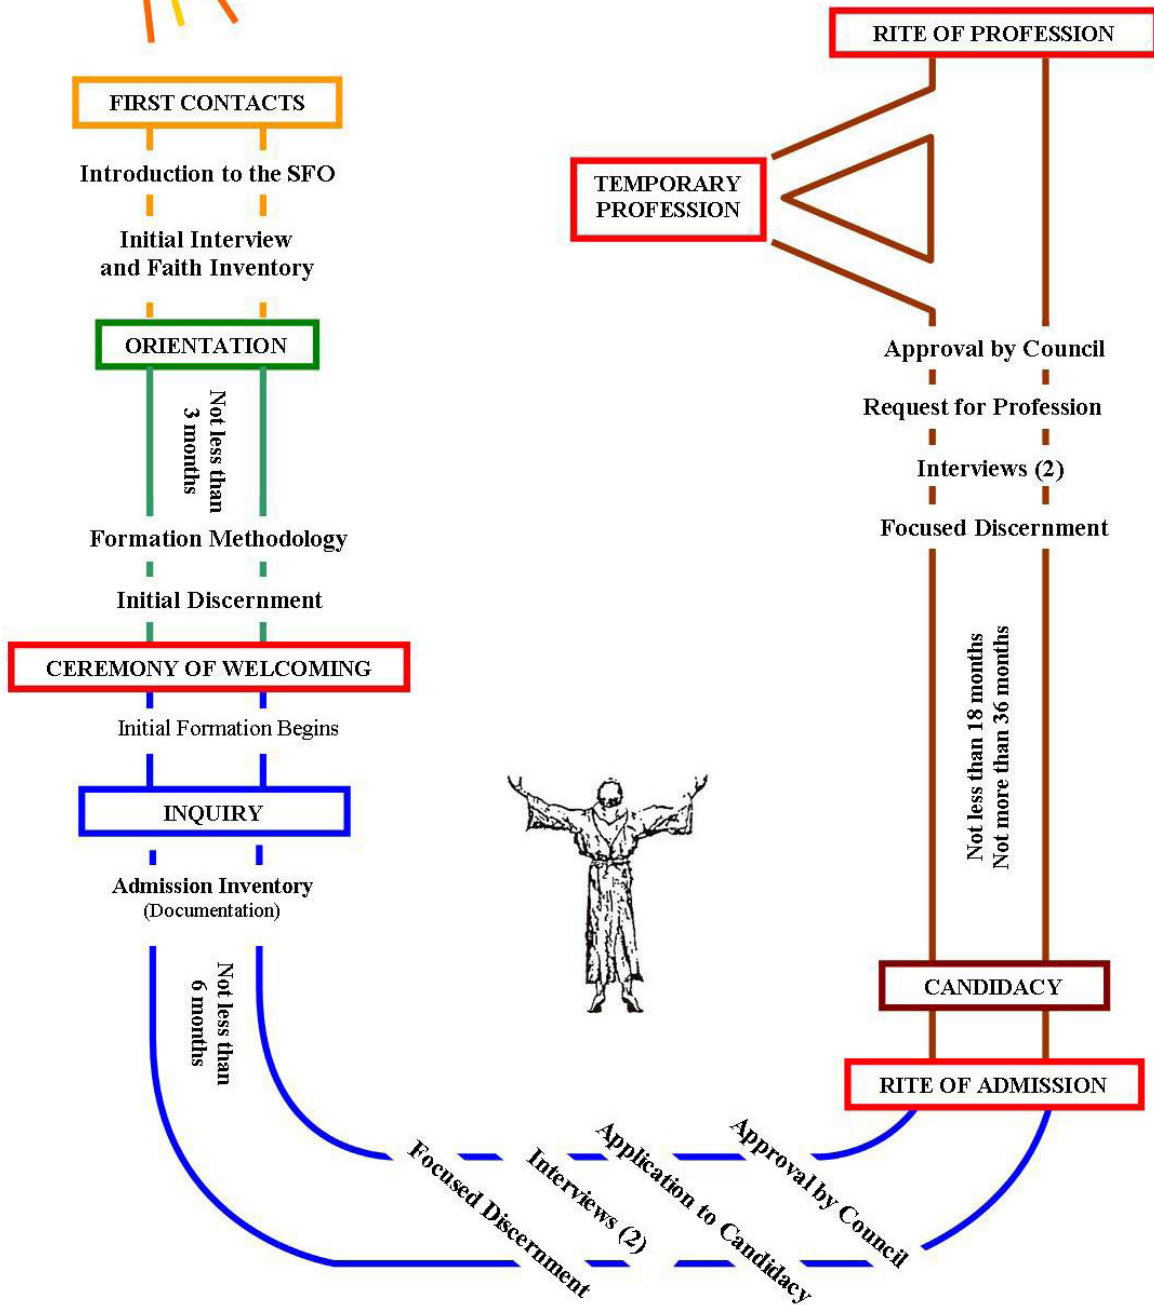 FIRST CONTACTS
Introduction to the SFO
Initial Interview
and Faith Inventory
ORIENTATION
Not less than
3 months
Formation Methodology
Initial Discernment
CEREMONY OF WELCOMING
Initial Formation Begins
INQUIRY
Admission Inventory
(Documentation)
Not less than
6 months
Focused Discernment
Interviews (2)
Application to Candidacy
Approval by Council
RITE OF ADMISSION
CANDIDACY
Not less than 18 months
Not more than 36 months
Focused Discernment
Interviews (2)
Request for Profession
Approval by Council
TEMPORARY
PROFESSION
RITE OF PROFESSION